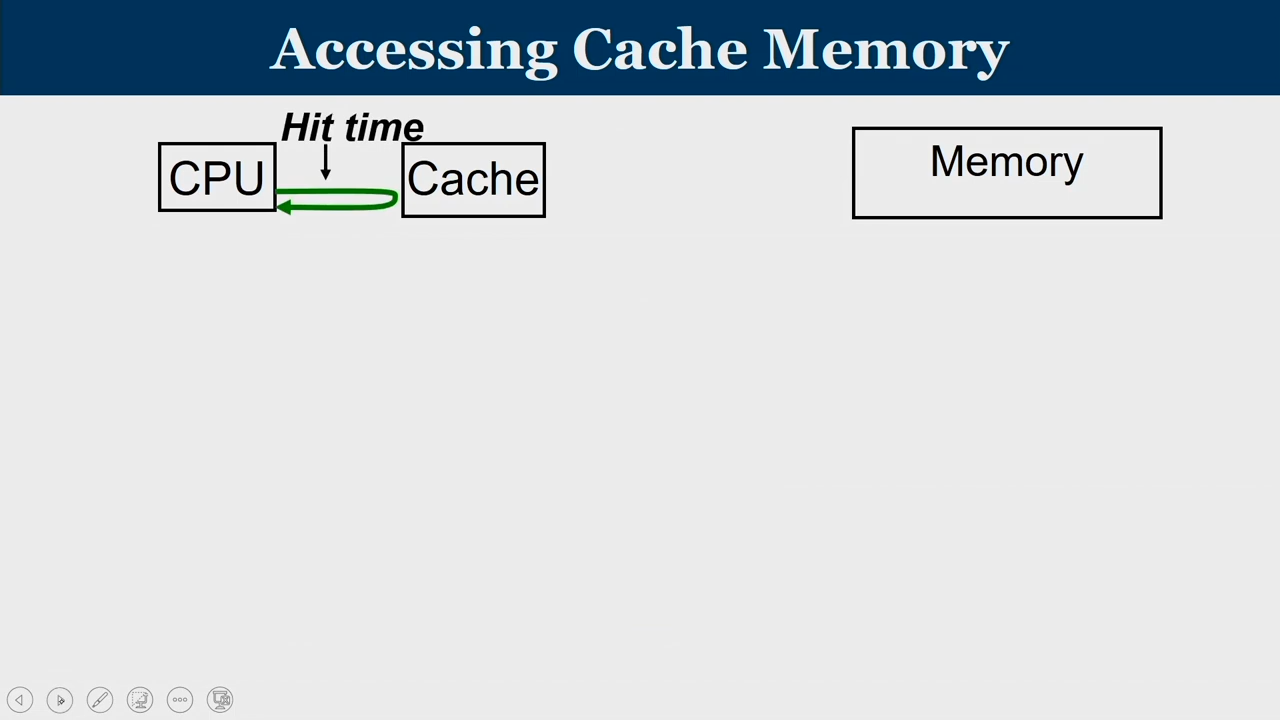 Accessing Cache Memory
Hit time
CPU
Cache
Memory